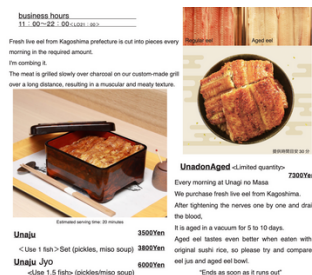 business hours
11：00～22：00<LO21：00>
Fresh live eel from Kagoshima prefecture is cut into pieces every
morning in the required amount.
I'm combing it.
The meat is grilled slowly over charcoal on our custom-made grill
over a long distance, resulting in a muscular and meaty texture.
Estimated serving time: 30 minutes
Unaju 3500Yen
＜Use 1 fish＞Set (pickles, miso soup) 3800Yen
Unaju Jyo 6000Yen
<Use 1.5 fish> (pickles, miso soup)
Regular eel
Aged eel
30 分
UnadonAged <Limited quantity>
7300Ye
Every morning at Unagi no Masa
We purchase fresh live eel from Kagoshima.
After tightening the nerves one by one and drai
the blood,
It is aged in a vacuum for 5 to 10 days.
Aged eel tastes even better when eaten with
original sushi rice, so please try and compare
eel jus and aged eel bowl.
"Ends as soon it runs out"